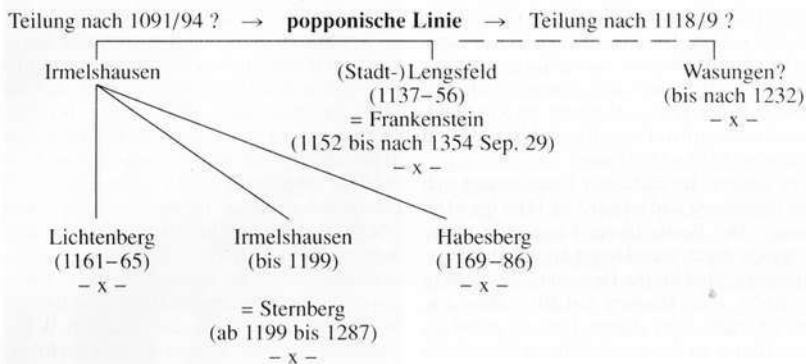 Teilung nach 1091/94 ? → popponische Linie → Teilung nach 1118/9 ?
Irmelshausen (Stadt-)Lengsfeld Wasungen?
(1137–56) (bis nach 1232)
= Frankenstein – x –
(1152 bis nach 1354 Sep. 29)
– x –
Lichtenberg Irmelshausen Habesberg
(1161–65) (bis 1199) (1169–86)
– x – – x –
= Sternberg
(ab 1199 bis 1287)
– x –